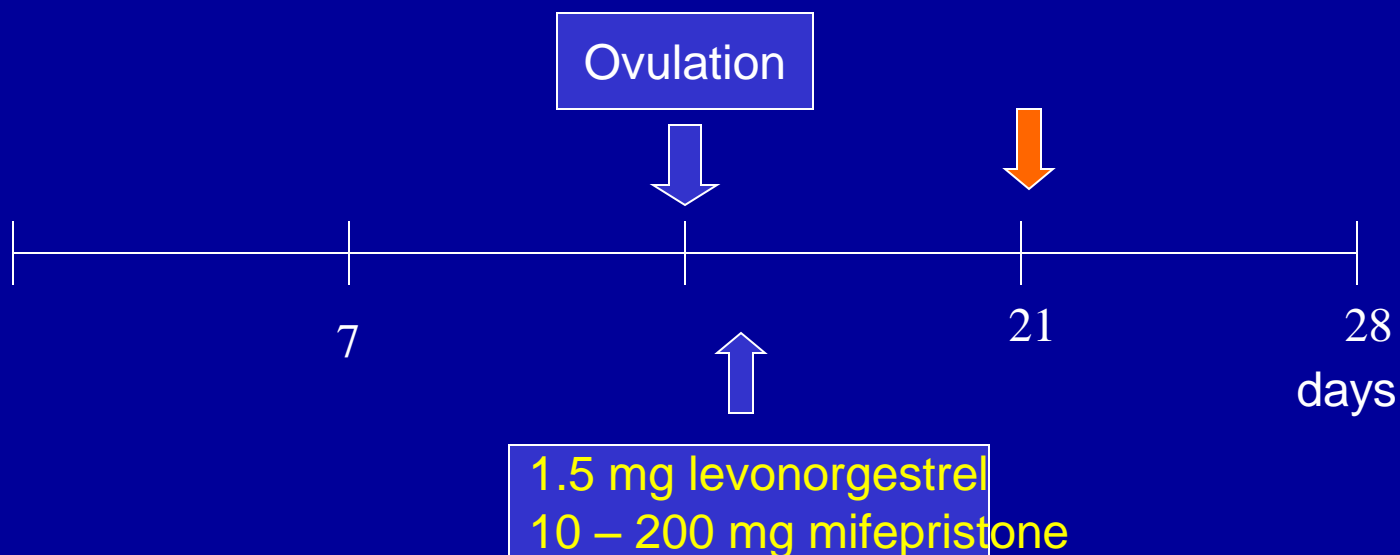 Ovulation
7
21
28
days
1.5 mg levonorgestrel
10 – 200 mg mifepristone